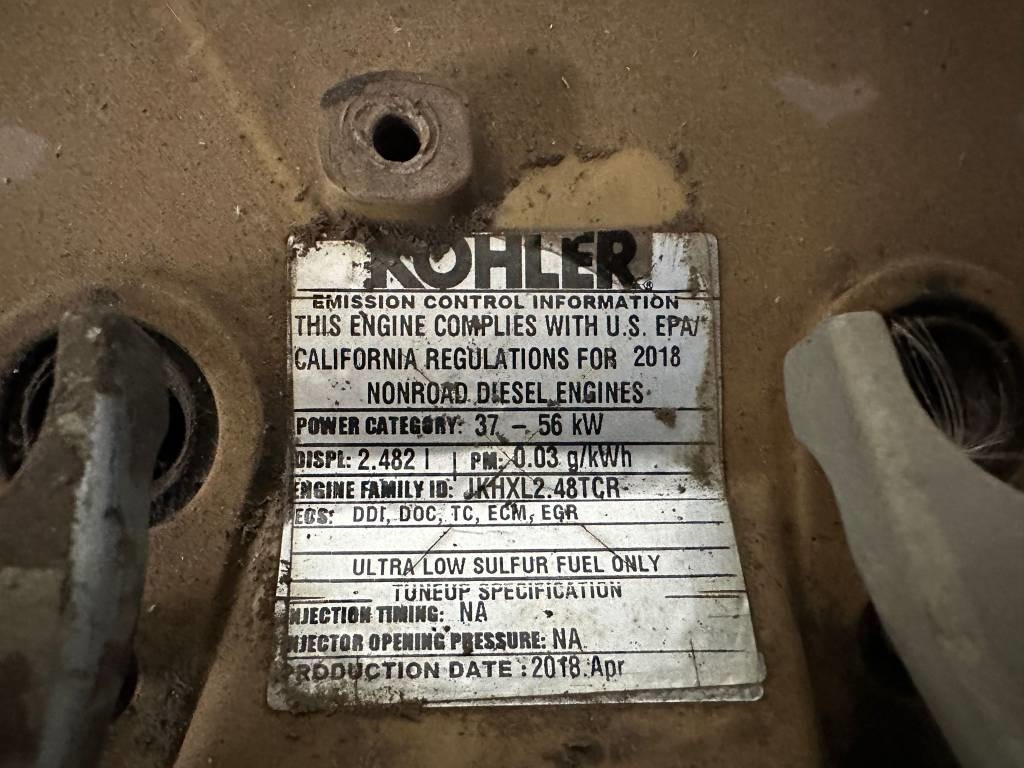 KOHLER®
EMISSION CONTROL INFORMATION
THIS ENGINE COMPLIES WITH U.S. EPA/
CALIFORNIA REGULATIONS FOR 2018
NONROAD DIESEL ENGINES
POWER CATEGORY: 37 – 56 kW
DISPL: 2.482 l | PM: 0.03 g/kWh
ENGINE FAMILY ID: JKHXL2.48TCR
ECS: DDI, DOC, TC, ECM, EGR
ULTRA LOW SULFUR FUEL ONLY
TUNEUP SPECIFICATION
INJECTION TIMING: NA
INJECTOR OPENING PRESSURE: NA
PRODUCTION DATE : 2018.Apr